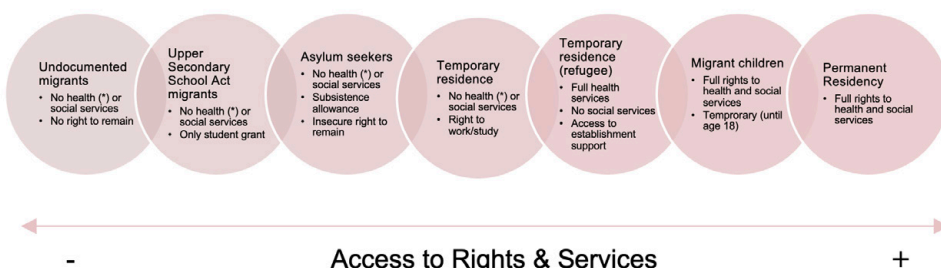 Undocumented
migrants
• No health (*) or
social services
• No right to remain
Upper
Secondary
School Act
migrants
• No health (*) or
social services
• Only student grant
Asylum seekers
• No health (*) or
social services
• Subsistence
allowance
• Insecure right to
remain
Temporary
residence
• No health (*) or
social services
• Right to
work/study
Temporary
residence
(refugee)
• Full health
services
• No social services
• Access to
establishment
support
Migrant children
• Full rights to
health and social
services
• Temprorary (until
age 18)
Permanent
Residency
• Full rights to
health and social
services
- Access to Rights & Services +